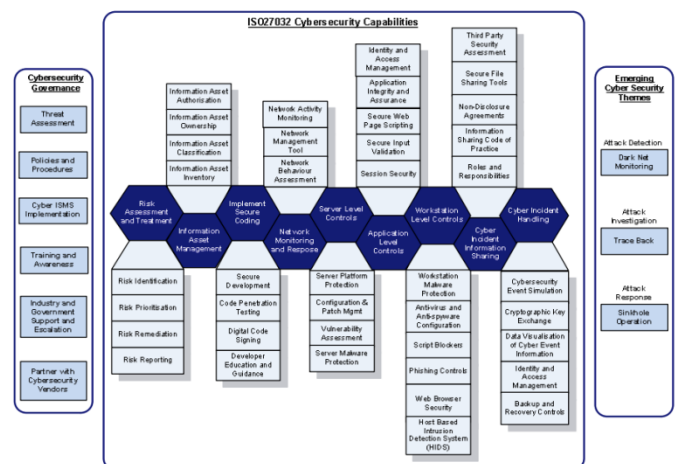 ISO27032 Cybersecurity Capabilities
Cybersecurity
Governance
Threat
Assessment
Policies and
Procedures
Cyber ISMS
Implementation
Training and
Awareness
Industry and
Government
Support and
Escalation
Partner with
Cybersecurity
Vendors
Information Asset
Authorisation
Information Asset
Ownership
Information Asset
Classification
Information Asset
Inventory
Network Activity
Monitoring
Network
Management
Tool
Network
Behaviour
Assessment
Identity and
Access
Management
Application
Integrity and
Assurance
Secure Web
Page Scripting
Secure Input
Validation
Session Security
Third Party
Security
Assessment
Secure File
Sharing Tools
Non-Disclosure
Agreements
Information
Sharing Code of
Practice
Roles and
Responsibilities
Risk
Assessment
and Treatment
Information
Asset
Management
Implement
Secure
Coding
Network
Monitoring
and Respose
Server Level
Controls
Application
Level
Controls
Workstation
Level Controls
Cyber
Incident
Information
Sharing
Cyber Incident
Handling
Risk Identification
Risk Prioritisation
Risk Remediation
Risk Reporting
Secure
Development
Code Penetration
Testing
Digital Code
Signing
Developer
Education and
Guidance
Server Platform
Protection
Configuration &
Patch Mgmt
Vulnerability
Assessment
Server Malware
Protection
Workstation
Malware
Protection
Antivirus and
Anti-spyware
Configuration
Script Blockers
Phishing Controls
Web Browser
Security
Host Based
Intrusion
Detection System
(HIDS)
Cybersecurity
Event Simulation
Cryptographic Key
Exchange
Data Visualisation
of Cyber Event
Information
Identity and
Access
Management
Backup and
Recovery Controls
Emerging
Cyber Security
Themes
Attack Detection
Dark Net
Monitoring
Attack
Investigation
Trace Back
Attack
Response
Sinkhole
Operation